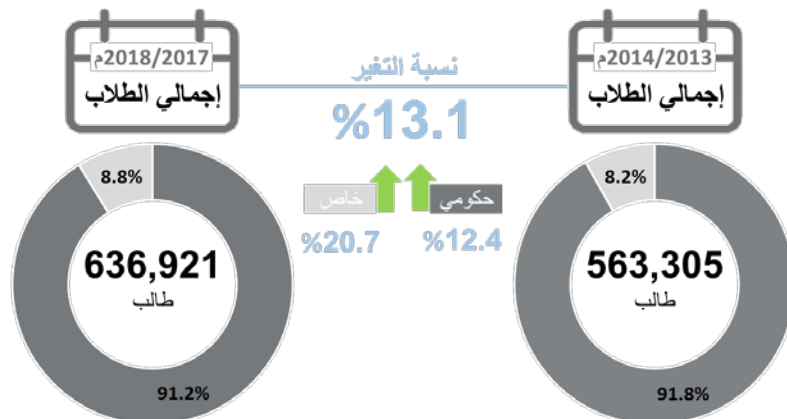 2014/2013م
إجمالي الطلاب
نسبة التغير
%13.1
2018/2017م
إجمالي الطلاب
8.2%
563,305
طالب
91.8%
حكومي
%12.4
خاص
%20.7
8.8%
636,921
طالب
91.2%